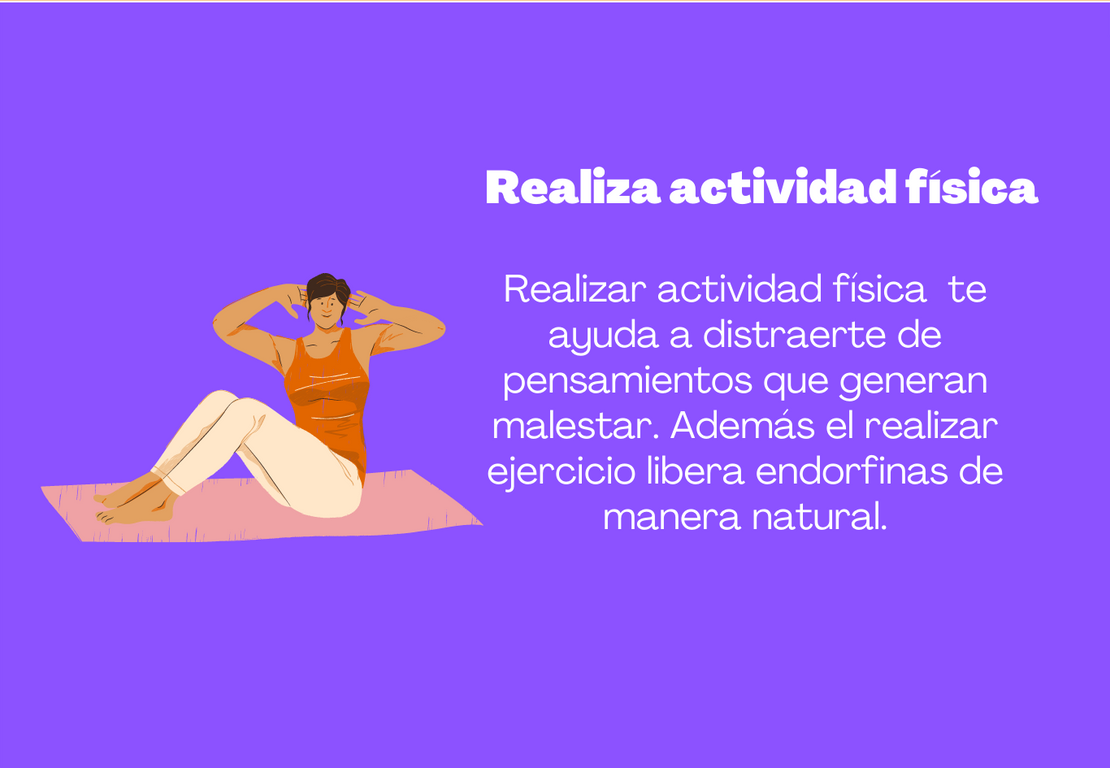 Realiza actividad física
Realizar actividad física  te
ayuda a distraerte de
pensamientos que generan
malestar. Además el realizar
ejercicio libera endorfinas de
manera natural.